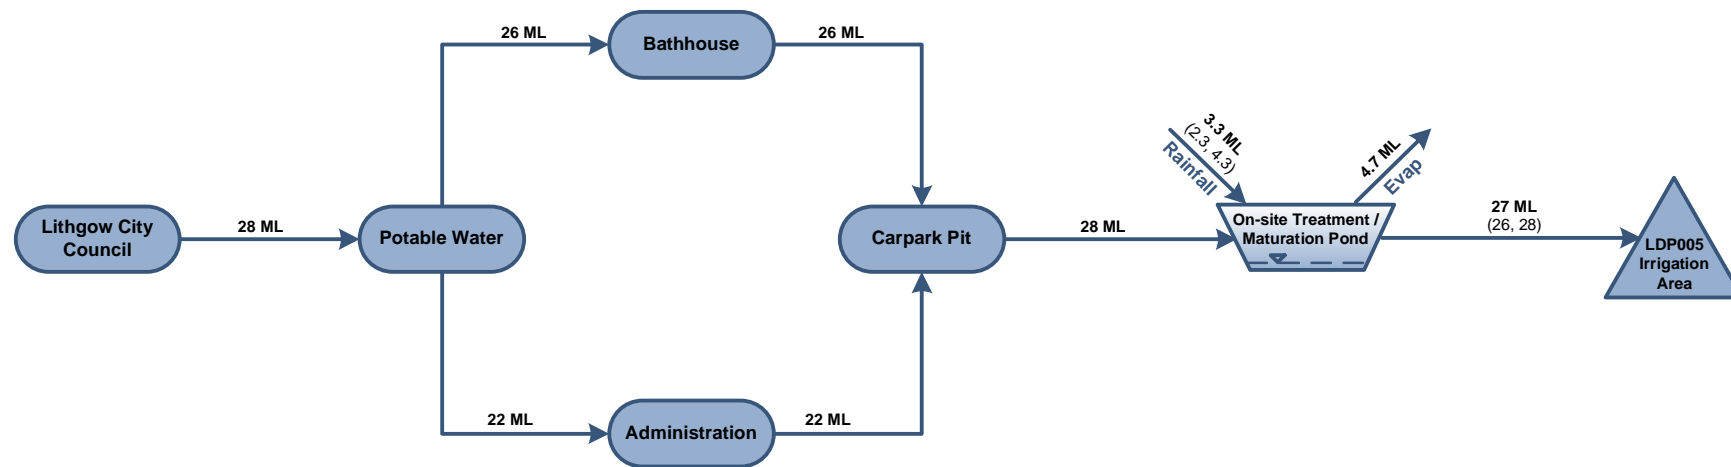 26 ML
Bathhouse
26 ML
3.3 ML
(2.3, 4.3)
Rainfall
4.7 ML
Evap
Lithgow City
Council
28 ML
Potable Water
Carpark Pit
28 ML
On-site Treatment /
Maturation Pond
27 ML
(26, 28)
LDP005
Irrigation
Area
22 ML
Administration
22 ML